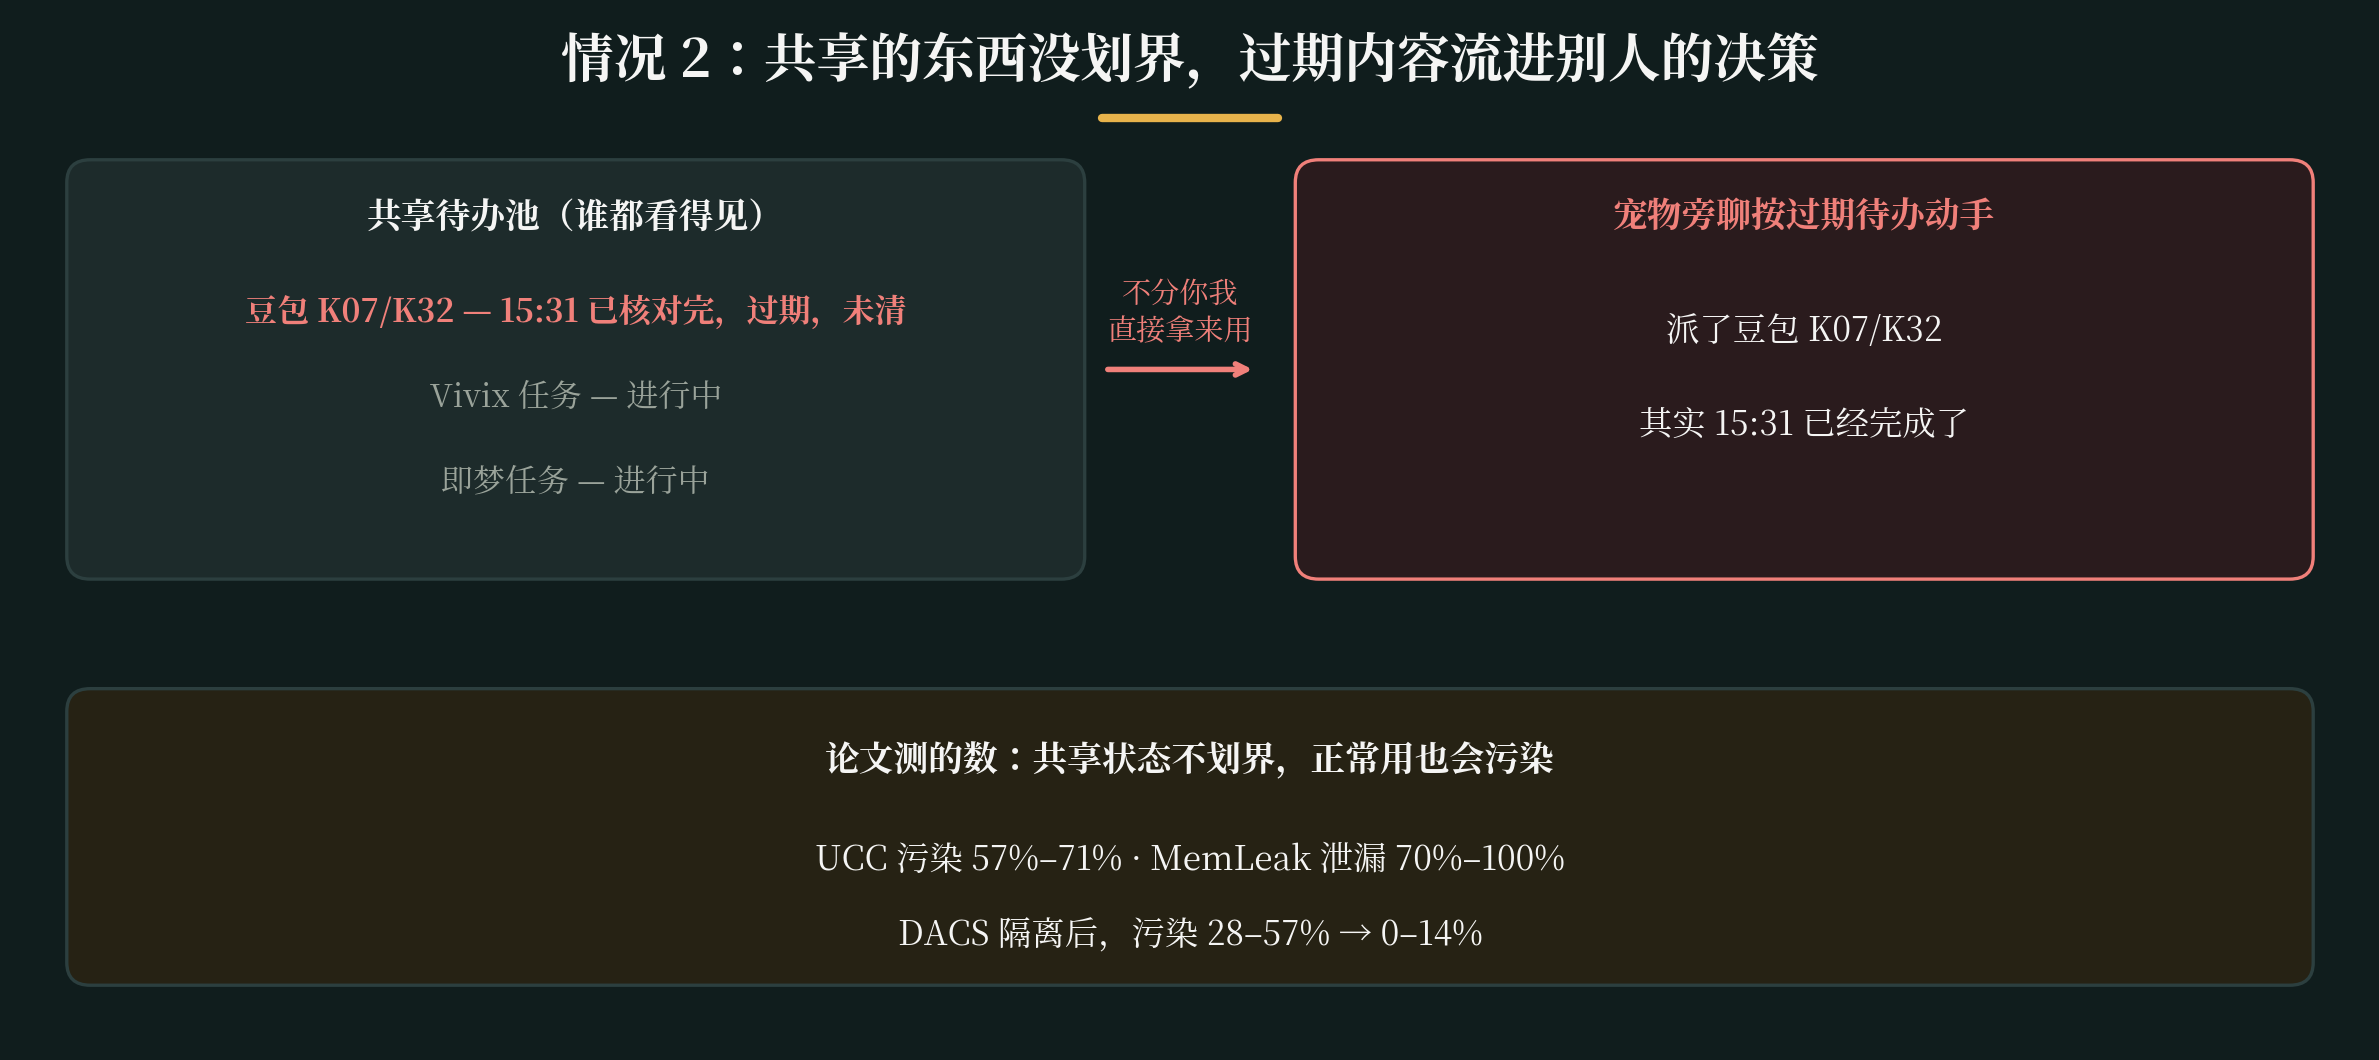 情况 2：共享的东西没划界，过期内容流进别人的决策
共享待办池（谁都看得见）
豆包 K07/K32 — 15:31 已核对完，过期，未清
Vivix 任务 — 进行中
即梦任务 — 进行中
不分你我
直接拿来用
宠物旁聊按过期待办动手
派了豆包 K07/K32
其实 15:31 已经完成了
论文测的数：共享状态不划界，正常用也会污染
UCC 污染 57%–71% · MemLeak 泄漏 70%–100%
DACS 隔离后，污染 28–57% → 0–14%